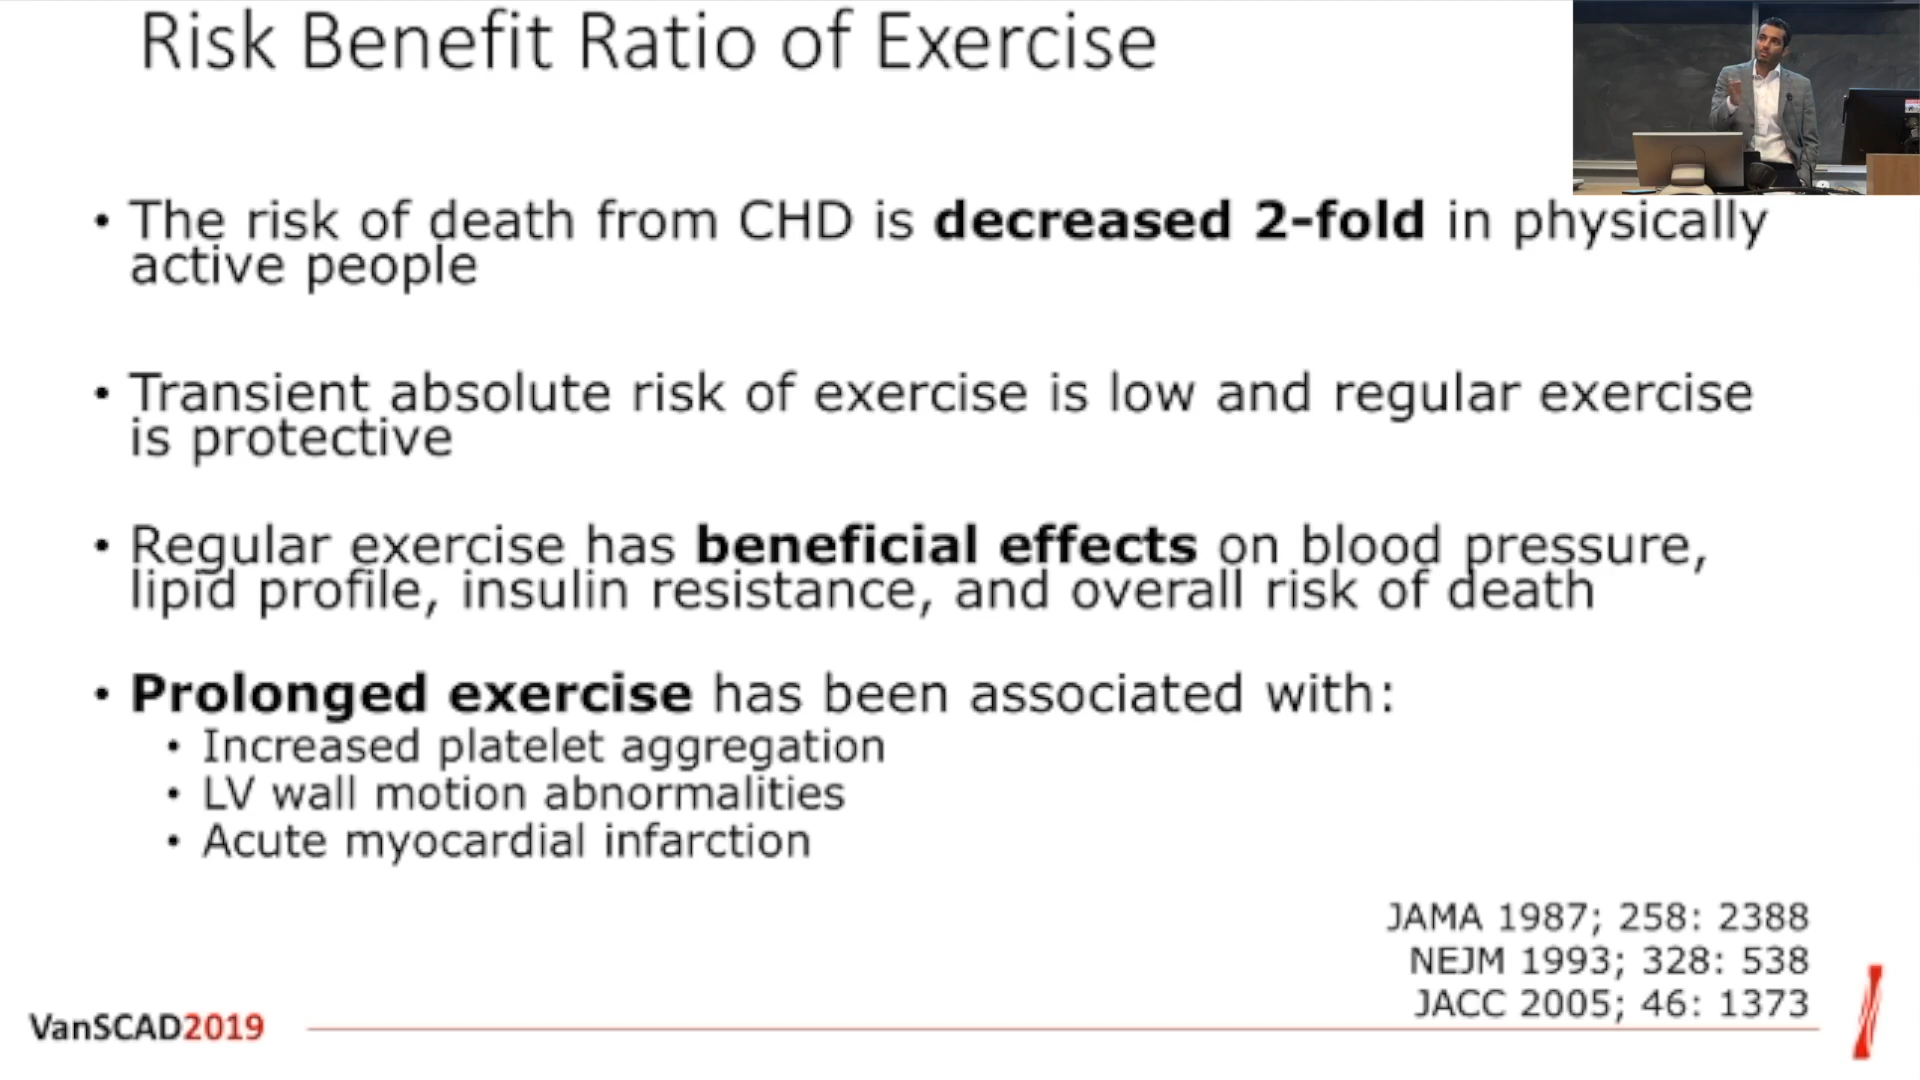 Risk Benefit Ratio of Exercise
• The risk of death from CHD is decreased 2-fold in physically
active people
• Transient absolute risk of exercise is low and regular exercise
is protective
• Regular exercise has beneficial effects on blood pressure,
lipid profile, insulin resistance, and overall risk of death
• Prolonged exercise has been associated with:
• Increased platelet aggregation
• LV wall motion abnormalities
• Acute myocardial infarction
JAMA 1987; 258: 2388
NEJM 1993; 328: 538
JACC 2005; 46: 1373
VanSCAD2019